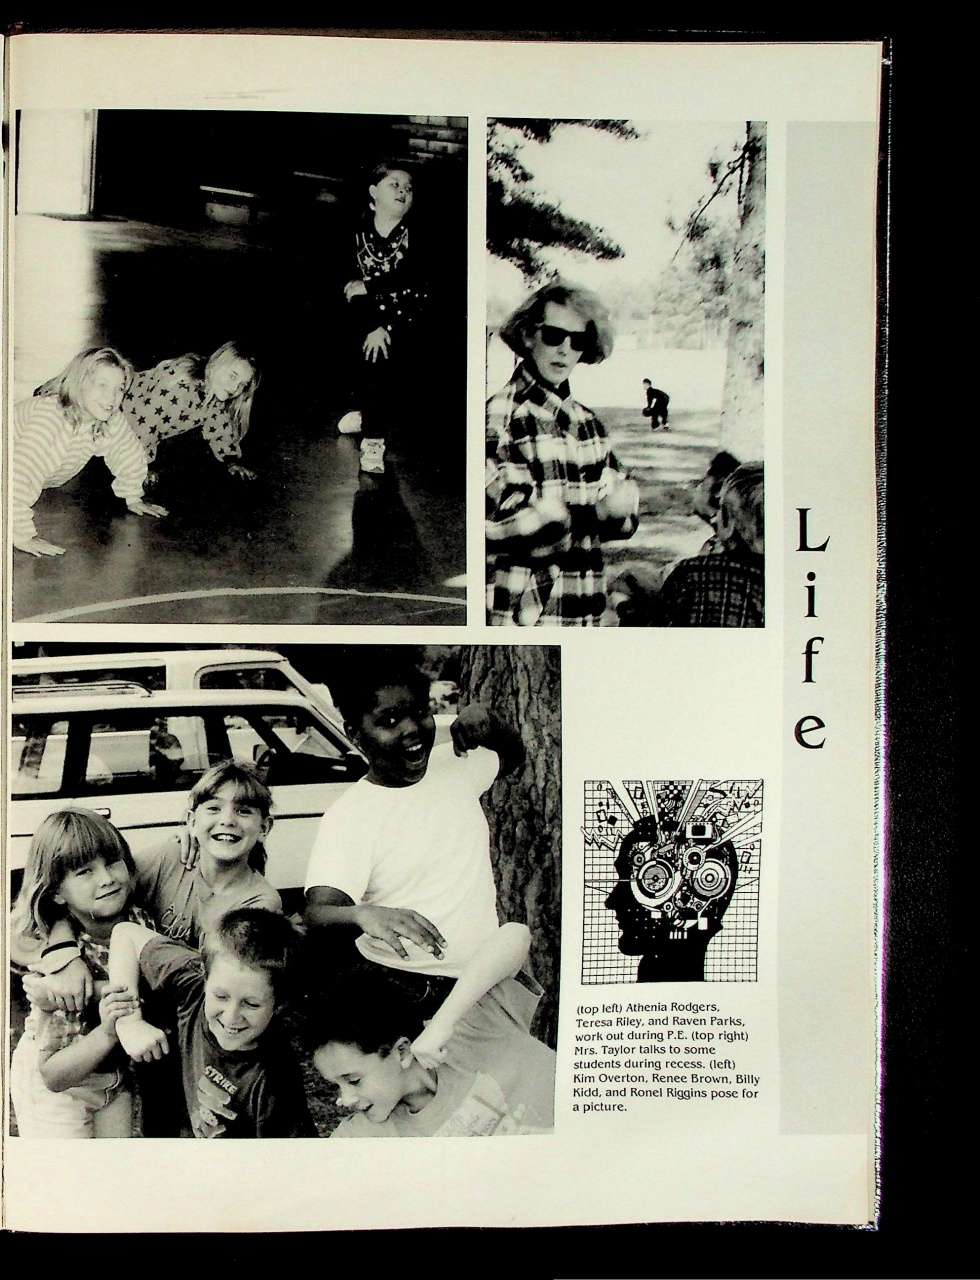 L
i
f
e
STRIKE
(top left) Athenia Rodgers,
Teresa Riley, and Raven Parks,
work out during P.E. (top right)
Mrs. Taylor talks to some
students during recess. (left)
Kim Overton, Renee Brown, Billy
Kidd, and Ronel Riggins pose for
a picture.